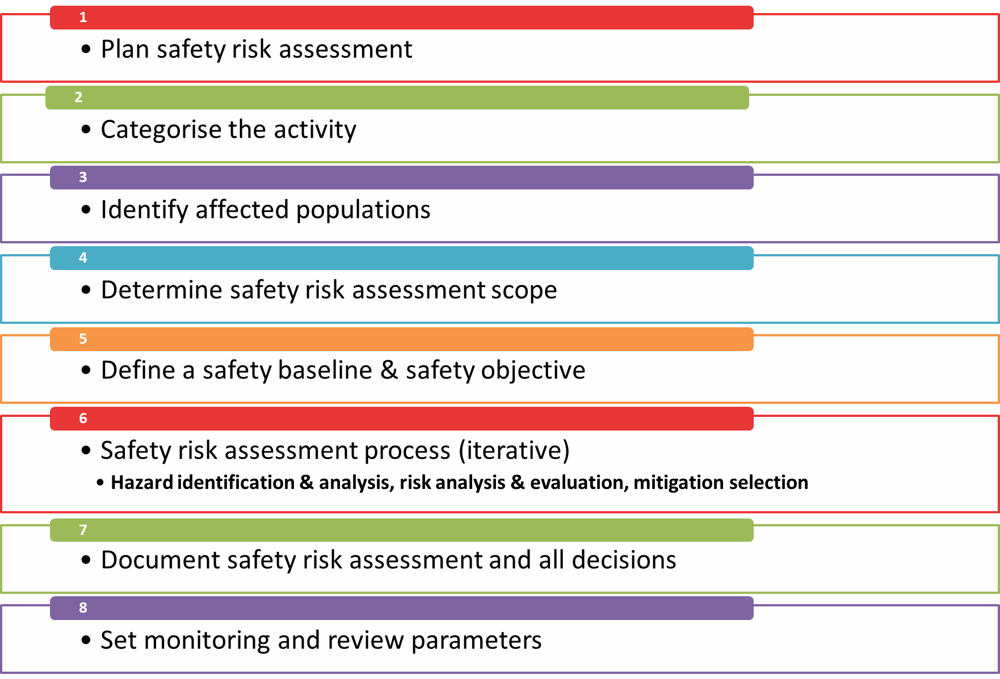 1
• Plan safety risk assessment
2
• Categorise the activity
3
• Identify affected populations
4
• Determine safety risk assessment scope
5
• Define a safety baseline & safety objective
6
• Safety risk assessment process (iterative)
• Hazard identification & analysis, risk analysis & evaluation, mitigation selection
7
• Document safety risk assessment and all decisions
8
• Set monitoring and review parameters